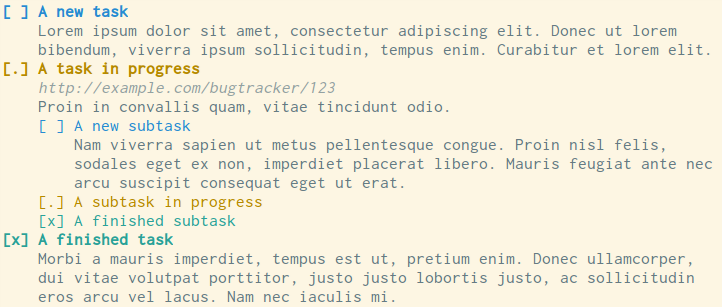 [ ] A new task
Lorem ipsum dolor sit amet, consectetur adipiscing elit. Donec ut lorem
bibendum, viverra ipsum sollicitudin, tempus enim. Curabitur et lorem elit.
[.] A task in progress
http://example.com/bugtracker/123
Proin in convallis quam, vitae tincidunt odio.
[ ] A new subtask
Nam viverra sapien ut metus pellentesque congue. Proin nisl felis,
sodales eget ex non, imperdiet placerat libero. Mauris feugiat ante nec
arcu suscipit consequat eget ut erat.
[.] A subtask in progress
[x] A finished subtask
[x] A finished task
Morbi a mauris imperdiet, tempus est ut, pretium enim. Donec ullamcorper,
dui vitae volutpat porttitor, justo justo lobortis justo, ac sollicitudin
eros arcu vel lacus. Nam nec iaculis mi.